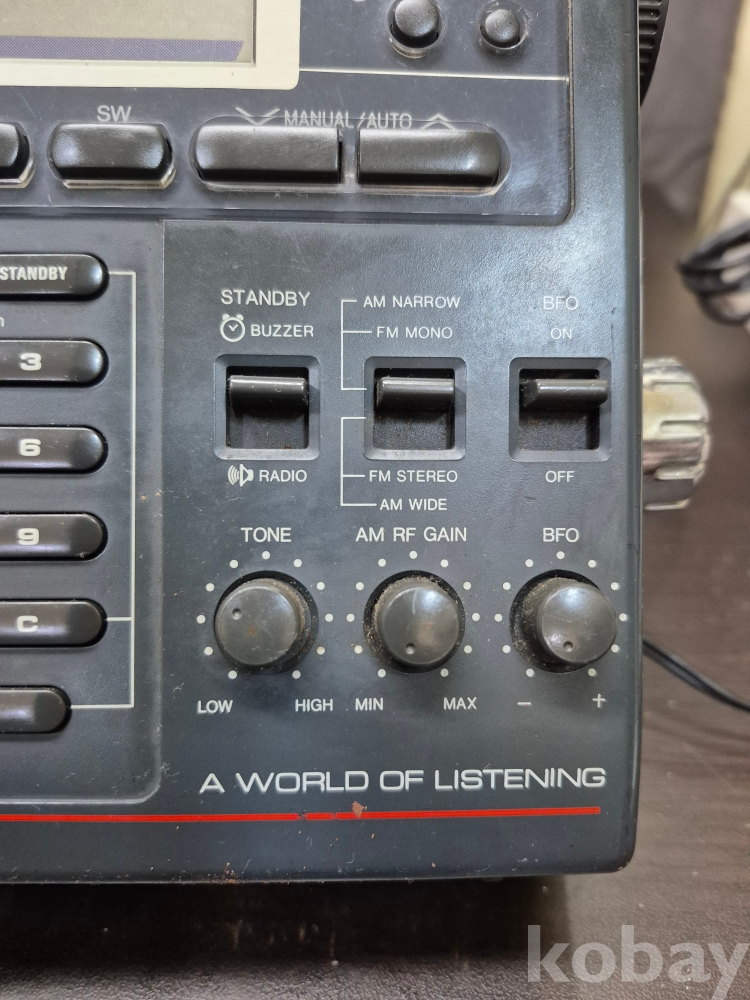 SW
MANUAL/AUTO
STANDBY
3
6
9
C
STANDBY
BUZZER
RADIO
AM NARROW
FM MONO
FM STEREO
AM WIDE
BFO
ON
OFF
TONE
LOW HIGH
AM RF GAIN
MIN MAX
BFO
− +
A WORLD OF LISTENING
kobay